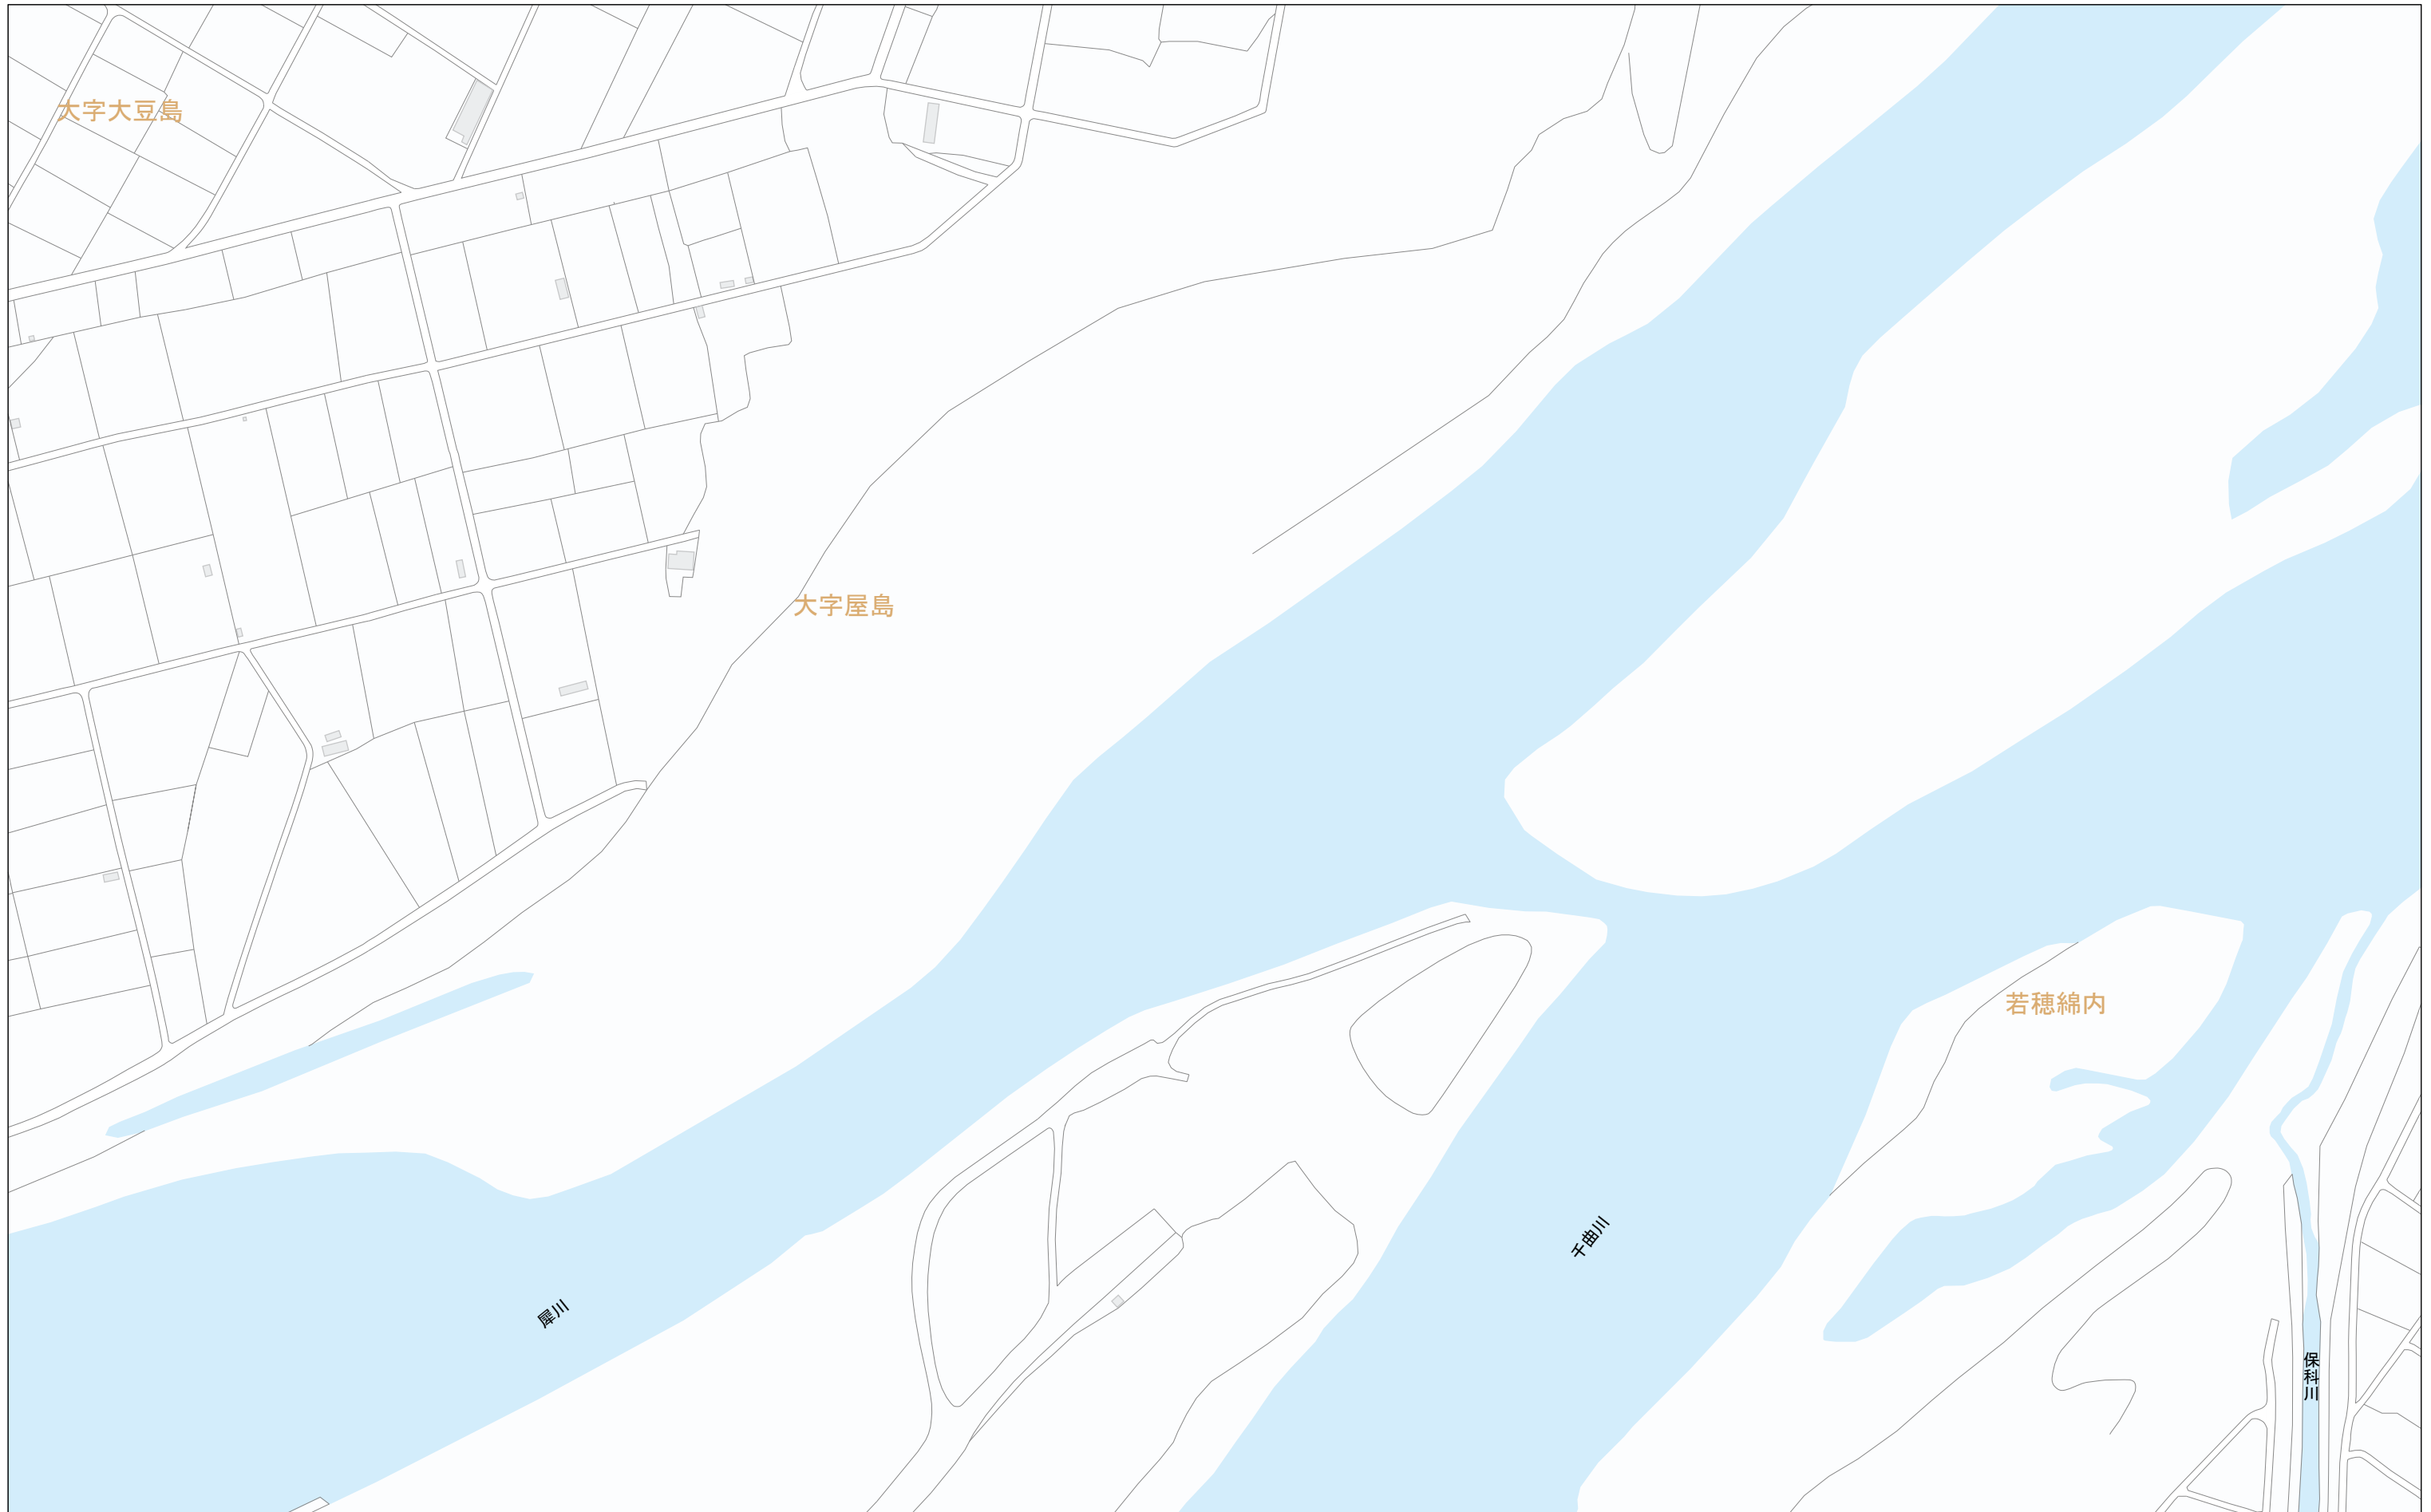 大字大豆島
大字屋島
若穂綿内
千曲川
犀川
保科川